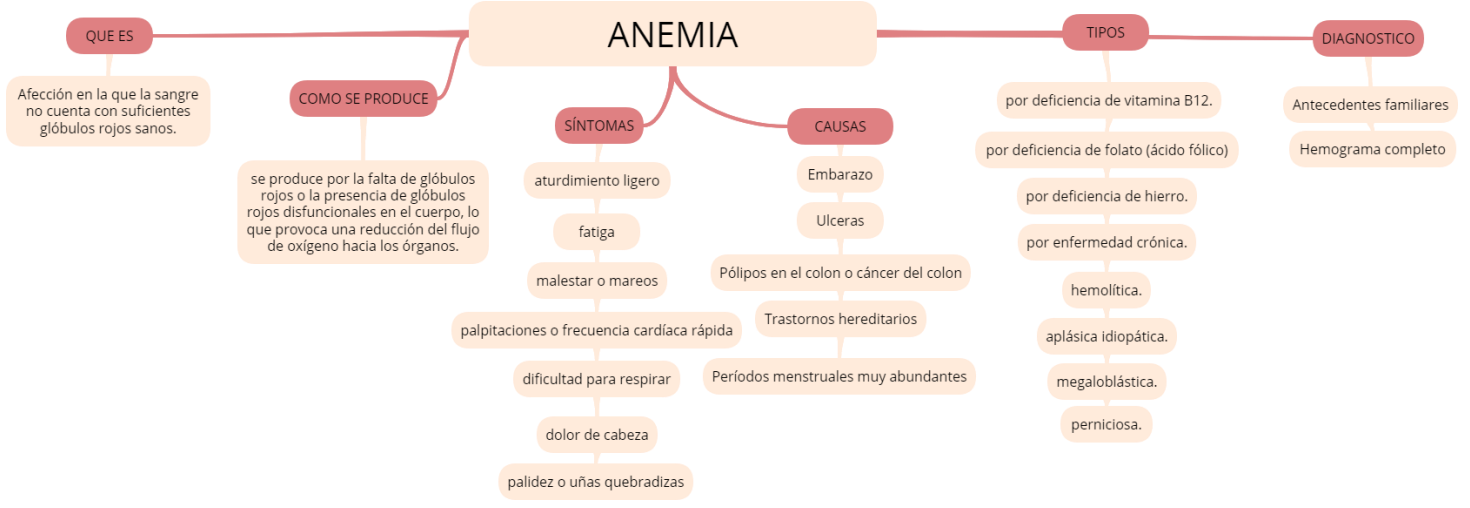 ANEMIA
QUE ES
Afección en la que la sangre
no cuenta con suficientes
glóbulos rojos sanos.
COMO SE PRODUCE
se produce por la falta de glóbulos
rojos o la presencia de glóbulos
rojos disfuncionales en el cuerpo, lo
que provoca una reducción del flujo
de oxígeno hacia los órganos.
SÍNTOMAS
aturdimiento ligero
fatiga
malestar o mareos
palpitaciones o frecuencia cardíaca rápida
dificultad para respirar
dolor de cabeza
palidez o uñas quebradizas
CAUSAS
Embarazo
Ulceras
Pólipos en el colon o cáncer del colon
Trastornos hereditarios
Períodos menstruales muy abundantes
TIPOS
por deficiencia de vitamina B12.
por deficiencia de folato (ácido fólico)
por deficiencia de hierro.
por enfermedad crónica.
hemolítica.
aplásica idiopática.
megaloblástica.
perniciosa.
DIAGNOSTICO
Antecedentes familiares
Hemograma completo